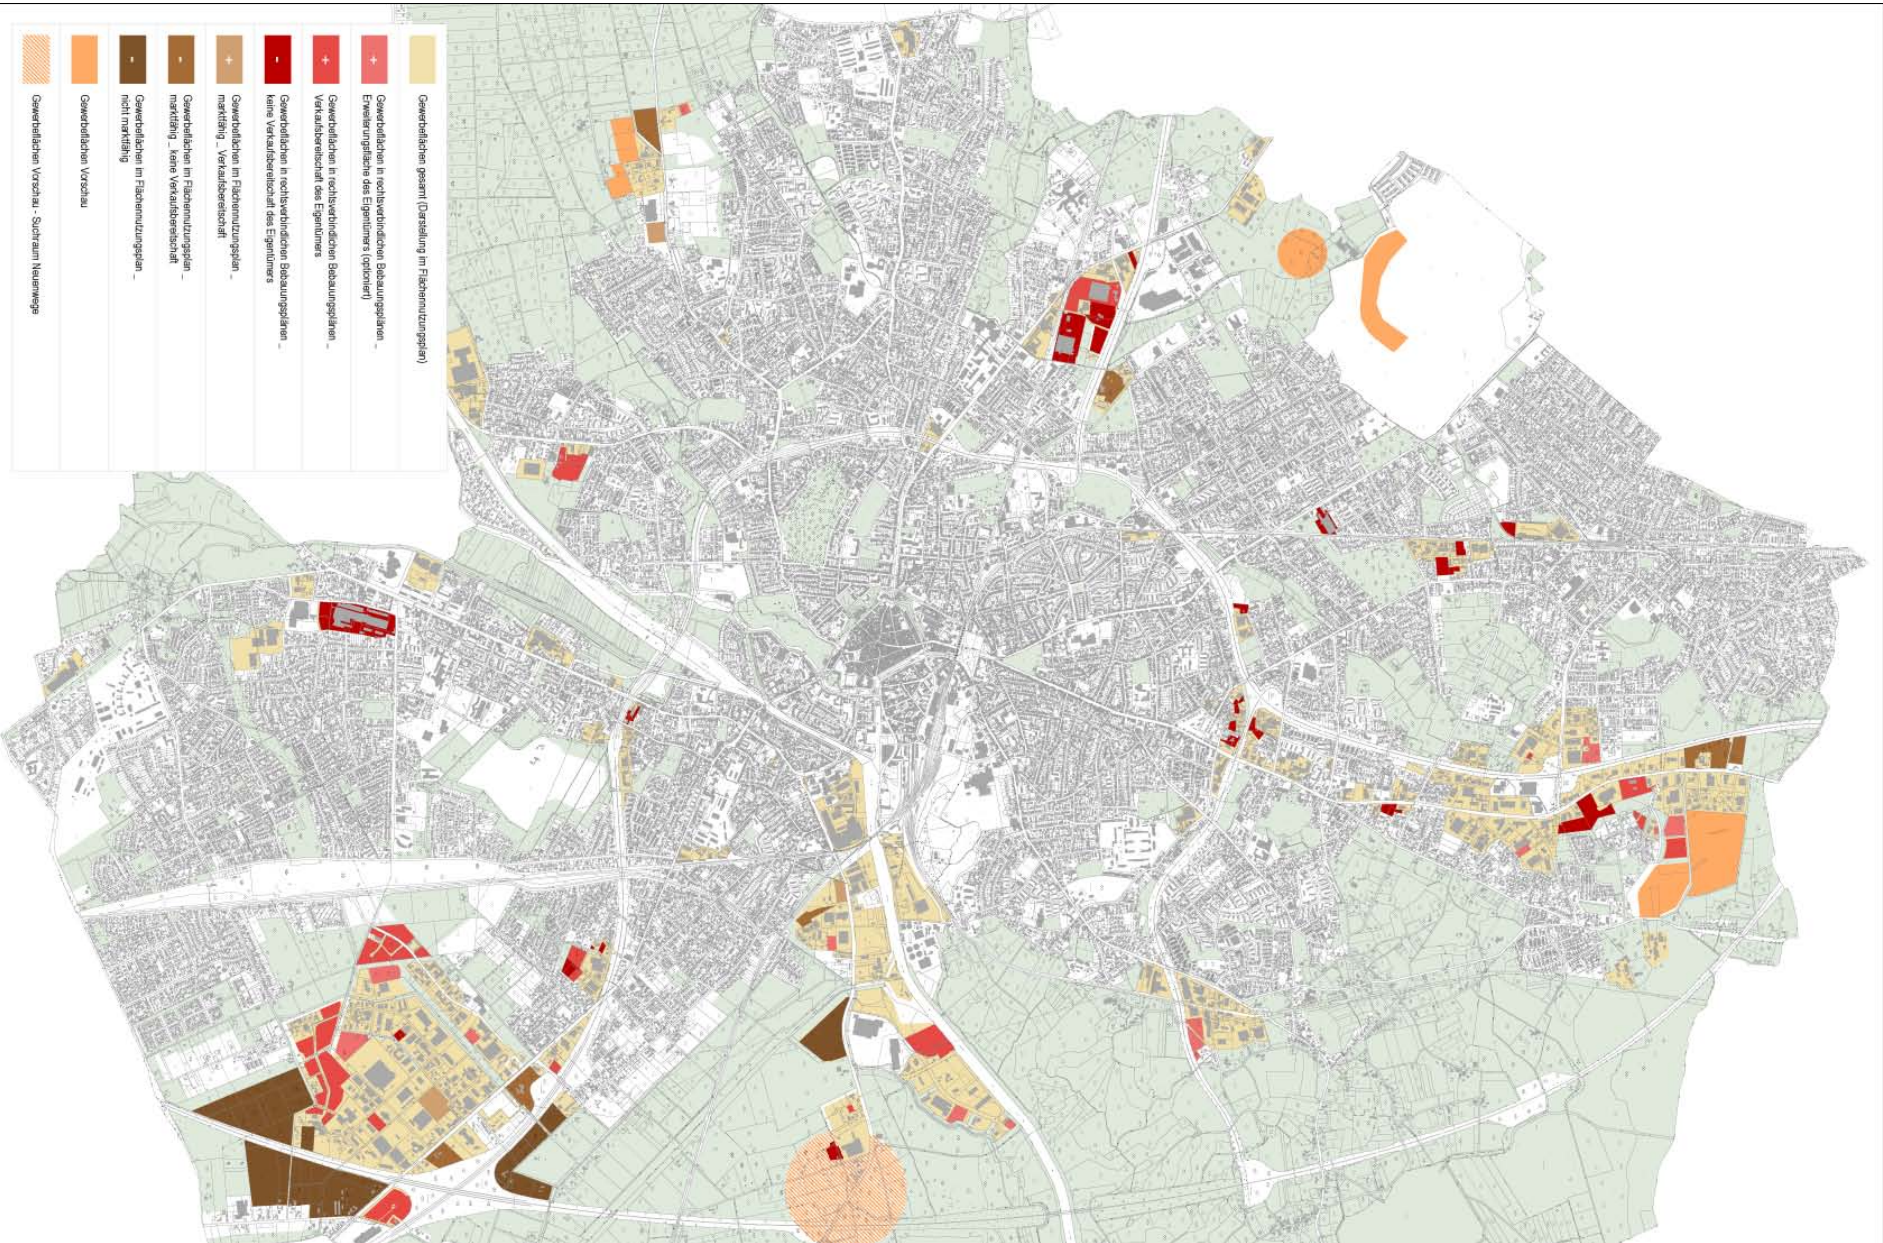 Gewerbeflächen gesamt (Darstellung im Flächennutzungsplan)
+
Gewerbeflächen in rechtsverbindlichen Bebauungsplänen _
Erweiterungsfläche des Eigentümers (optioniert)
+
Gewerbeflächen in rechtsverbindlichen Bebauungsplänen _
Verkaufsbereitschaft des Eigentümers
-
Gewerbeflächen in rechtsverbindlichen Bebauungsplänen _
keine Verkaufsbereitschaft des Eigentümers
+
Gewerbeflächen im Flächennutzungsplan _
marktfähig _ Verkaufsbereitschaft
-
Gewerbeflächen im Flächennutzungsplan _
marktfähig _ keine Verkaufsbereitschaft
-
Gewerbeflächen im Flächennutzungsplan _
nicht marktfähig
Gewerbeflächen Vorschau
Gewerbeflächen Vorschau - Suchraum Neuenwege